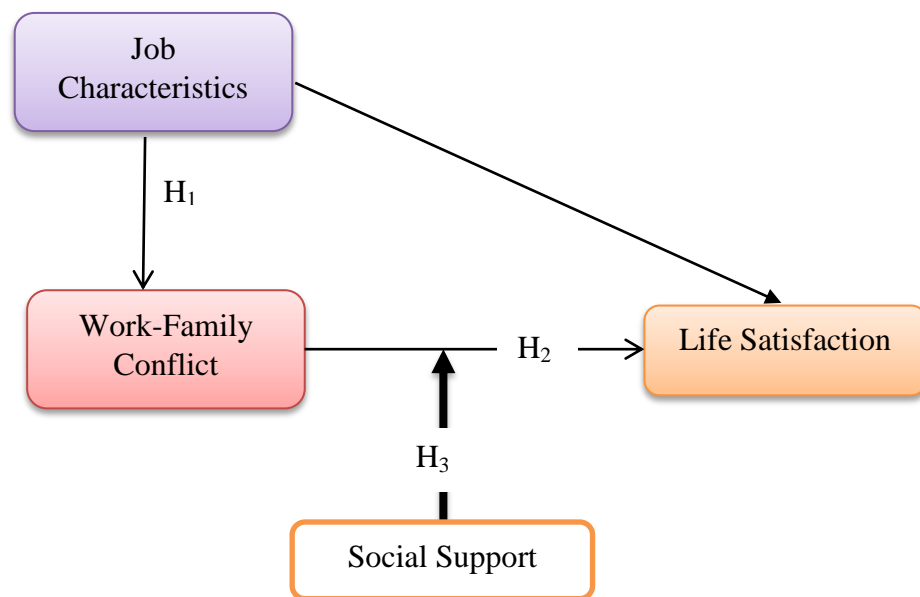 Job
Characteristics
H₁
Work-Family
Conflict
H₂
Life Satisfaction
H₃
Social Support